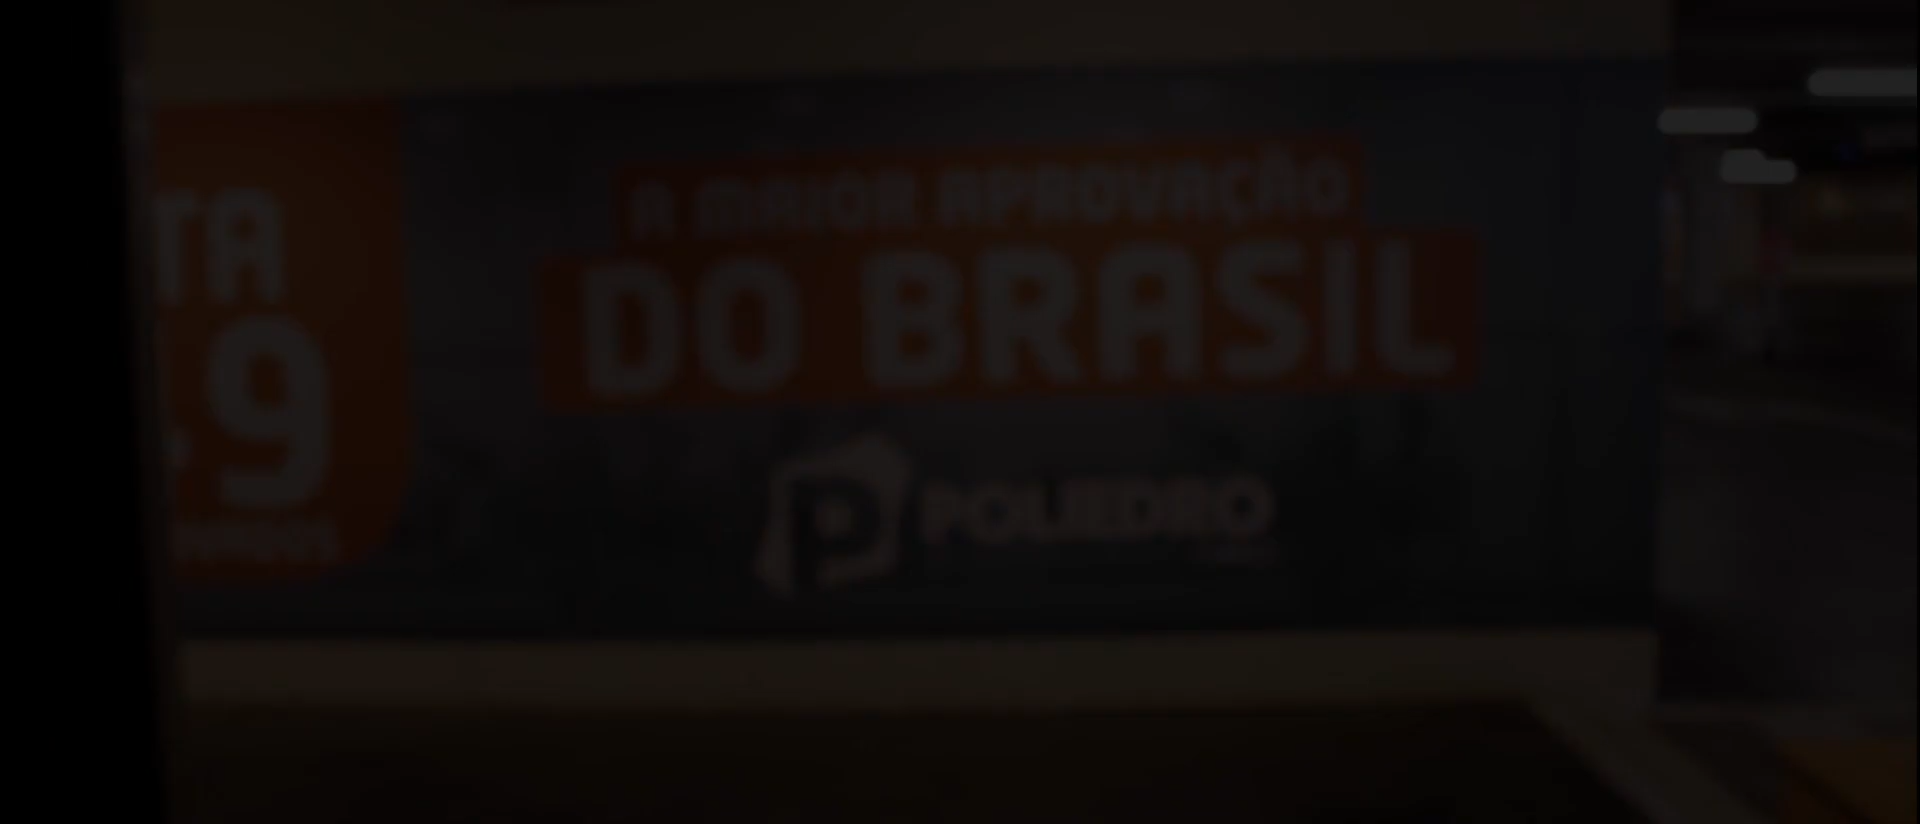 TA
9
A MAIOR APROVAÇÃO
DO BRASIL
POLIEDRO